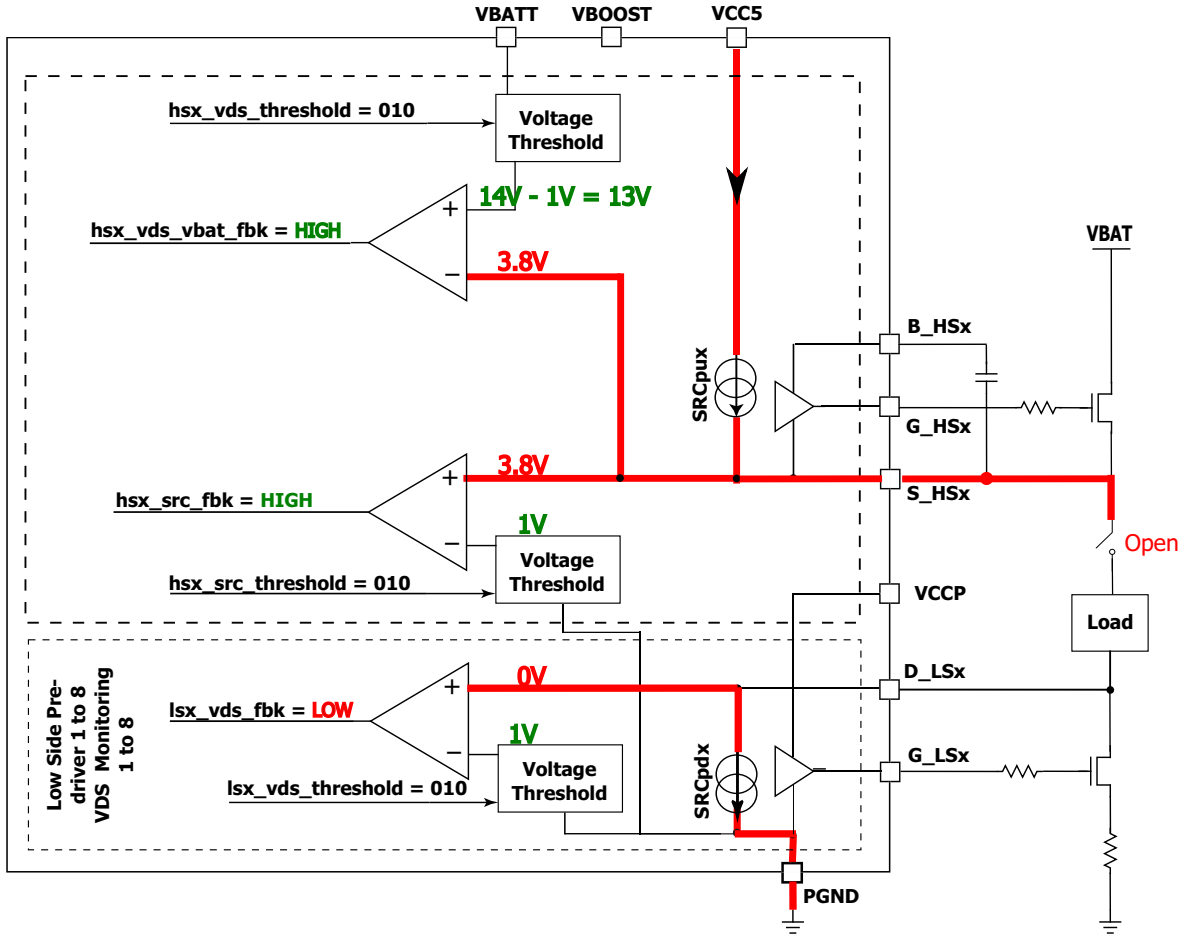 VBATT
VBOOST
VCC5
hsx_vds_threshold = 010
Voltage
Threshold
14V - 1V = 13V
+
hsx_vds_vbat_fbk = HIGH
3.8V
−
VBAT
B_HSx
SRCpux
G_HSx
3.8V
+
S_HSx
hsx_src_fbk = HIGH
1V
−
Open
Voltage
Threshold
hsx_src_threshold = 010
VCCP
Load
0V
+
D_LSx
lsx_vds_fbk = LOW
1V
−
G_LSx
Voltage
Threshold
lsx_vds_threshold = 010
SRCpdx
Low Side Pre-
driver 1 to 8
VDS Monitoring
1 to 8
PGND